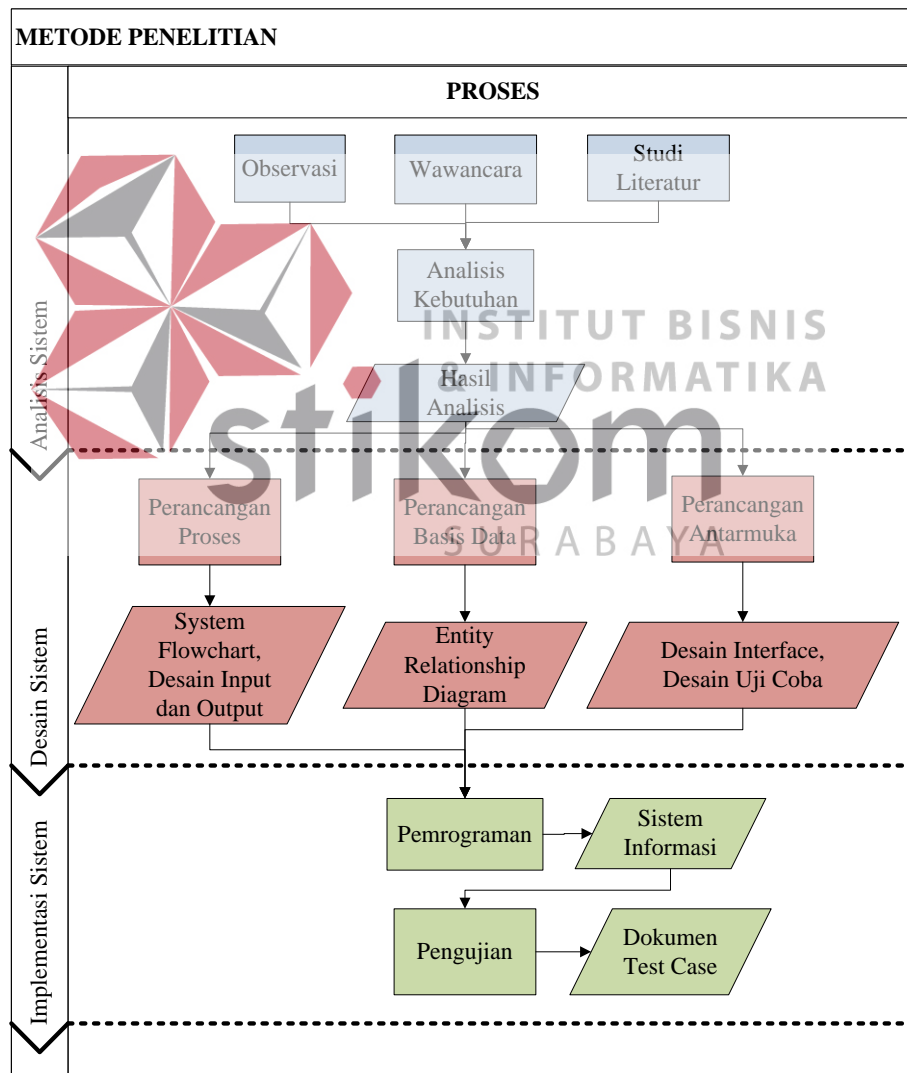 METODE PENELITIAN
PROSES
Observasi
Wawancara
Studi
Literatur
Analisis
Kebutuhan
INSTITUT BISNIS
& INFORMATIKA
Hasil
Analisis
stikom
SURABAYA
Analisis Sistem
Perancangan
Proses
Perancangan
Basis Data
Perancangan
Antarmuka
System
Flowchart,
Desain Input
dan Output
Entity
Relationship
Diagram
Desain Interface,
Desain Uji Coba
Desain Sistem
Pemrograman
Sistem
Informasi
Pengujian
Dokumen
Test Case
Implementasi Sistem